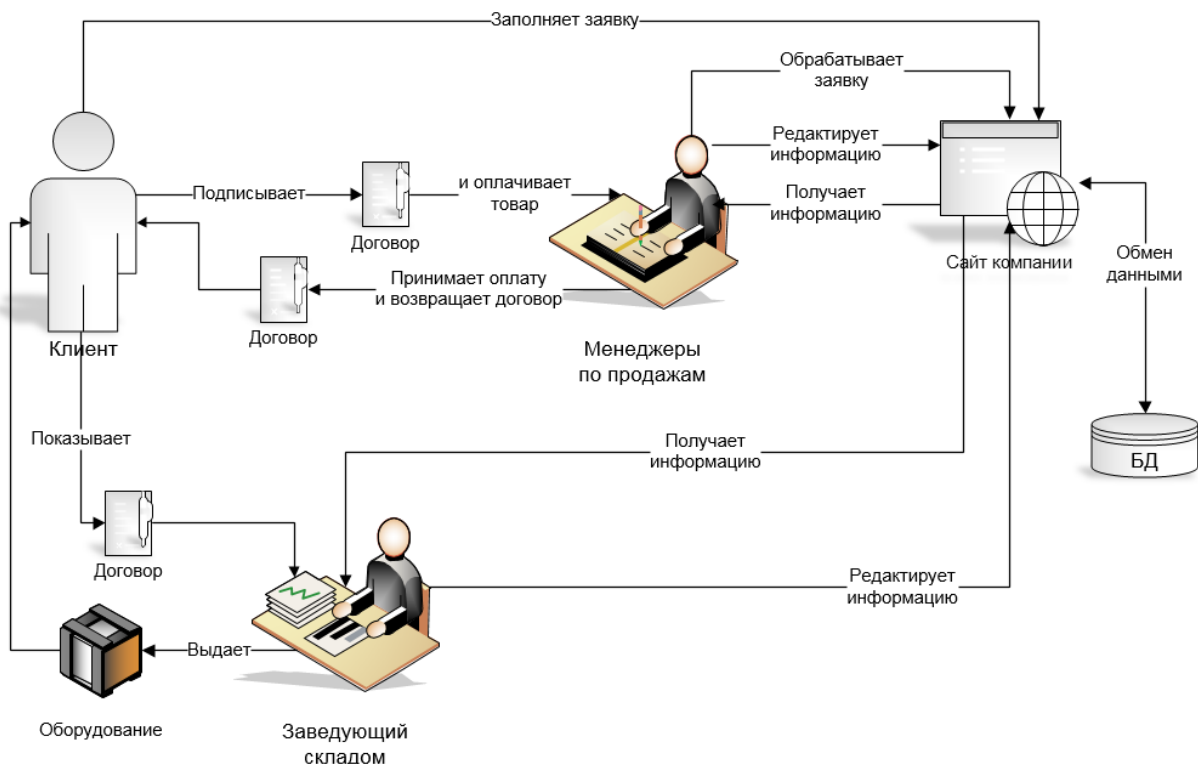 Заполняет заявку
Обрабатывает
заявку
Редактирует
информацию
Подписывает
и оплачивает
товар
Получает
информацию
Договор
Сайт компании
Обмен
данными
Принимает оплату
и возвращает договор
Договор
Клиент
Менеджеры
по продажам
Показывает
Получает
информацию
БД
Договор
Редактирует
информацию
Выдает
Оборудование
Заведующий
складом